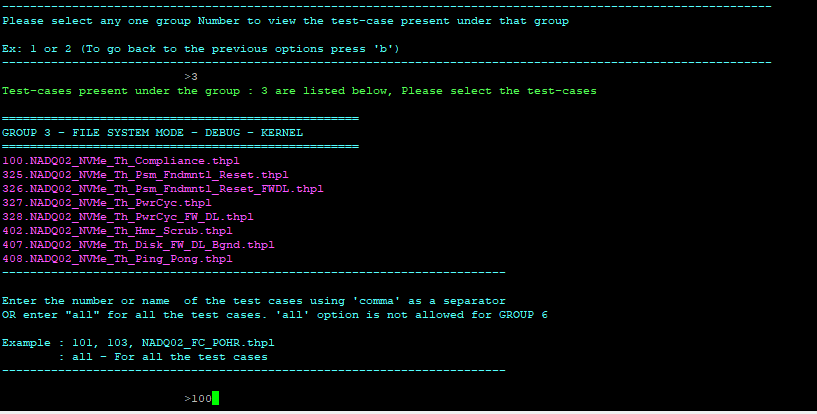 --------------------------------------------------------------------------------------------------------------
Please select any one group Number to view the test-case present under that group
Ex: 1 or 2 (To go back to the previous options press 'b')
--------------------------------------------------------------------------------------------------------------
>3
Test-cases present under the group : 3 are listed below, Please select the test-cases
===================================================
GROUP 3 - FILE SYSTEM MODE - DEBUG - KERNEL
===================================================
100.NADQ02_NVMe_Th_Compliance.thpl
325.NADQ02_NVMe_Th_Psm_Fndmntl_Reset.thpl
326.NADQ02_NVMe_Th_Psm_Fndmntl_Reset_FWDL.thpl
327.NADQ02_NVMe_Th_PwrCyc.thpl
328.NADQ02_NVMe_Th_PwrCyc_FW_DL.thpl
402.NADQ02_NVMe_Th_Hmr_Scrub.thpl
407.NADQ02_NVMe_Th_Disk_FW_DL_Bgnd.thpl
408.NADQ02_NVMe_Th_Ping_Pong.thpl
------------------------------------------------------------------------
Enter the number or name  of the test cases using 'comma' as a separator
OR enter "all" for all the test cases. 'all' option is not allowed for GROUP 6
Example : 101, 103, NADQ02_FC_POHR.thpl
: all - For all the test cases
------------------------------------------------------------------------
>100